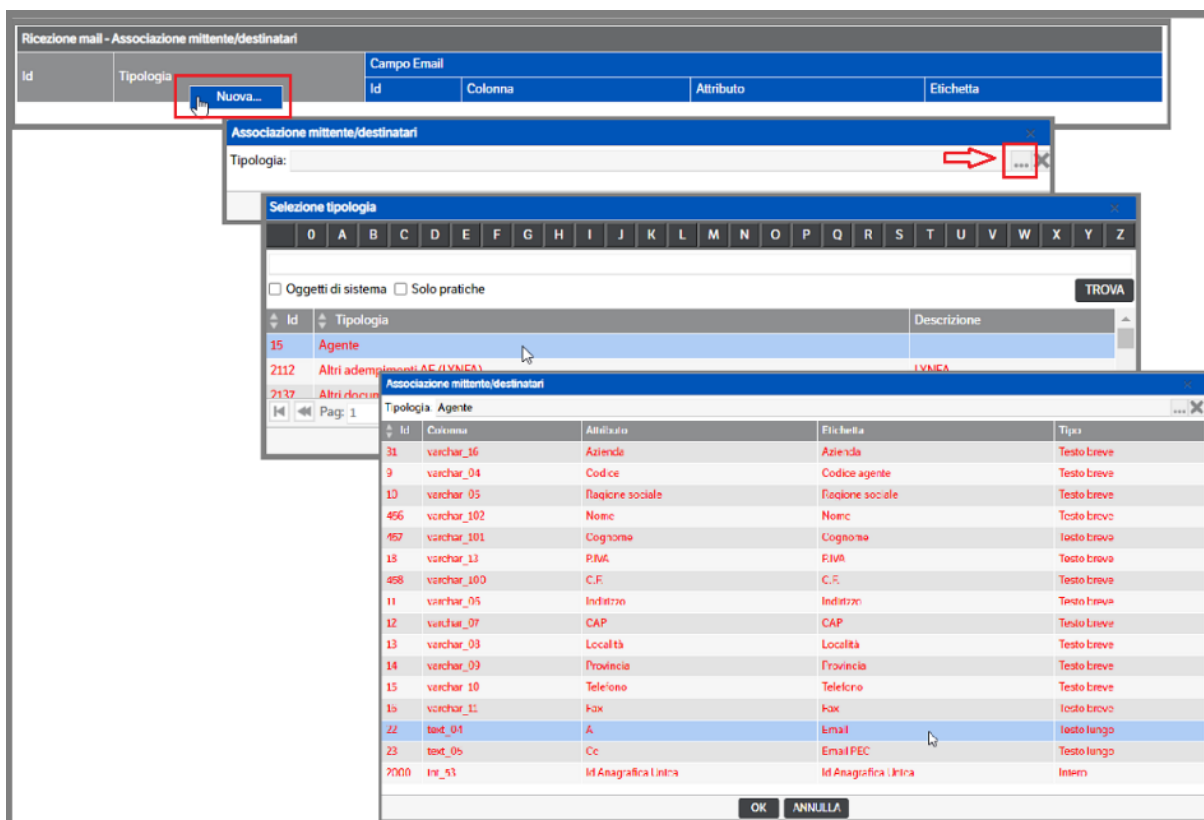 Ricezione mail - Associazione mittente/destinatari
Id Tipologia Campo Email
Id Colonna Attributo Etichetta
Nuova...
Associazione mittente/destinatari
Tipologia: ...
Selezione tipologia
0 A B C D E F G H I J K L M N O P Q R S T U V W X Y Z
Oggetti di sistema Solo pratiche TROVA
Id Tipologia Descrizione
15 Agente
2112 Altri adempimenti AE (LYNFA) LYNFA
2137 Altri docum
Pag: 1
Associazione mittente/destinatari
Tipologia: Agente ...
Id Colonna Attributo Etichetta Tipo
31 varchar_16 Azienda Azienda Testo breve
9 varchar_04 Codice Codice agente Testo breve
10 varchar_05 Ragione sociale Ragione sociale Testo breve
456 varchar_102 Nome Nome Testo breve
457 varchar_101 Cognome Cognome Testo breve
18 varchar_13 P.IVA P.IVA Testo breve
458 varchar_100 C.F. C.F. Testo breve
11 varchar_06 Indirizzo Indirizzo Testo breve
12 varchar_07 CAP CAP Testo breve
13 varchar_08 Località Località Testo breve
14 varchar_09 Provincia Provincia Testo breve
15 varchar_10 Telefono Telefono Testo breve
16 varchar_11 Fax Fax Testo breve
22 text_04 A Email Testo lungo
23 text_05 Cc Email PEC Testo lungo
2000 int_53 Id Anagrafica Unica Id Anagrafica Unica Intero
OK ANNULLA